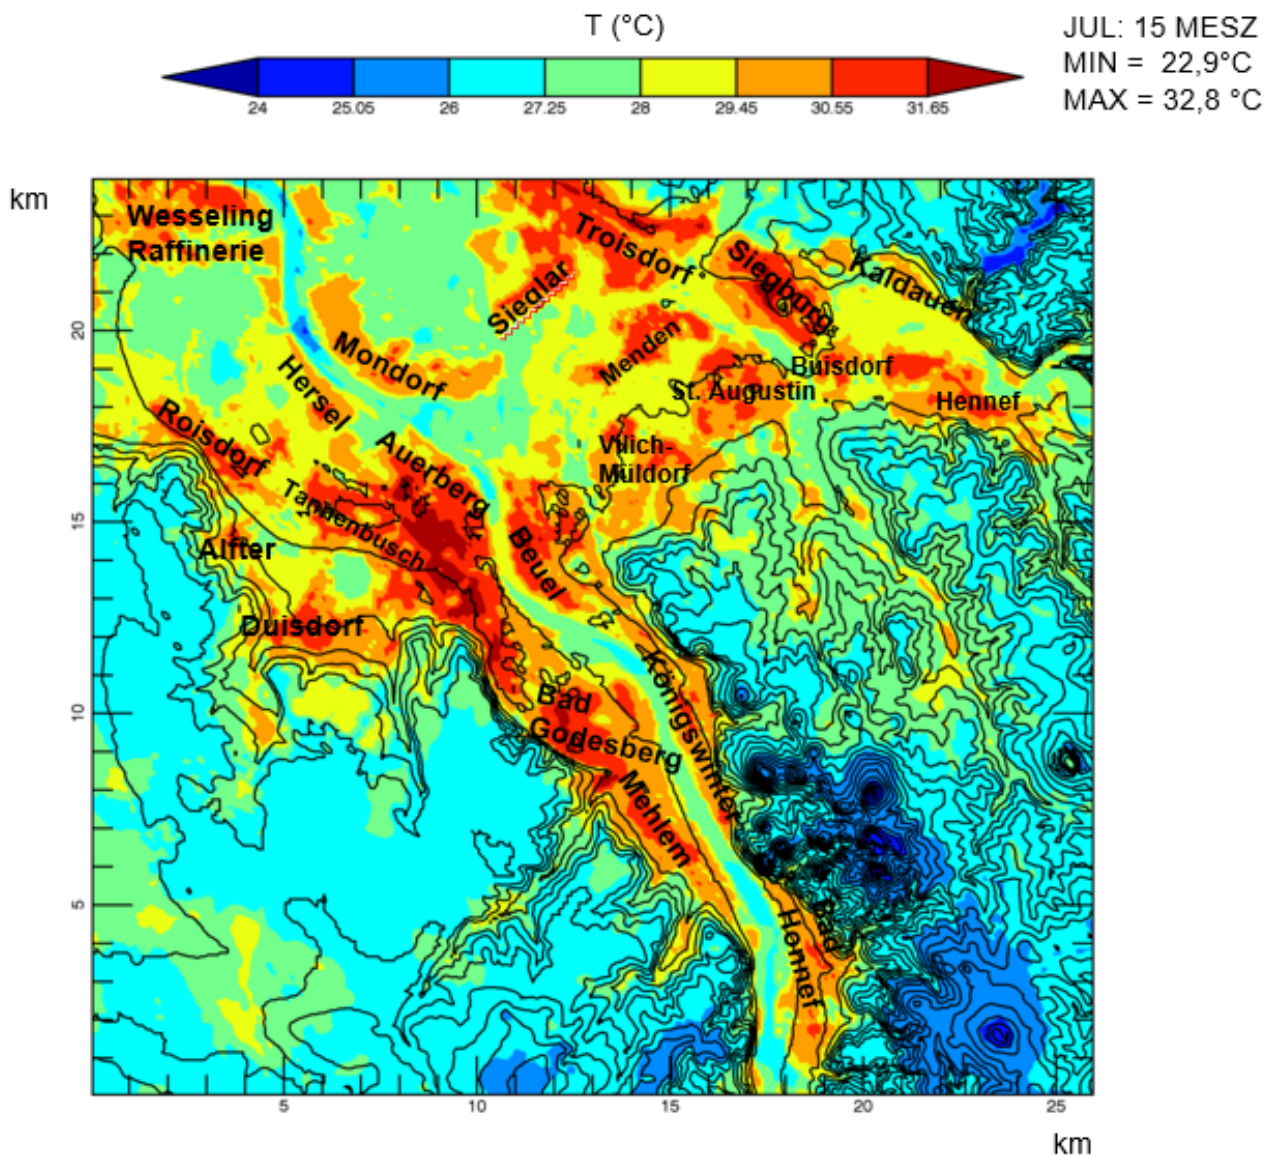 T (°C)
JUL: 15 MESZ
MIN = 22,9°C
MAX = 32,8 °C
24 25.05 26 27.25 28 29.45 30.55 31.65
km
Wesseling
Raffinerie
Troisdorf
Siegburg
Kaldauen
Siedlar
20
Mondorf
Menden
Buisdorf
St. Augustin
Hennef
Hersel
Roisdorf
Auerberg
Vilich-
Müldorf
Tannenbusch
15
Alfter
Beuel
Duisdorf
Königswinter
10
Bad
Godesberg
Mehlem
5
Bad
Honnef
5 10 15 20 25
km